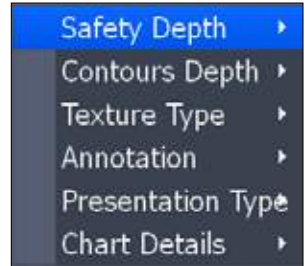 Safety Depth
Contours Depth
Texture Type
Annotation
Presentation Type
Chart Details